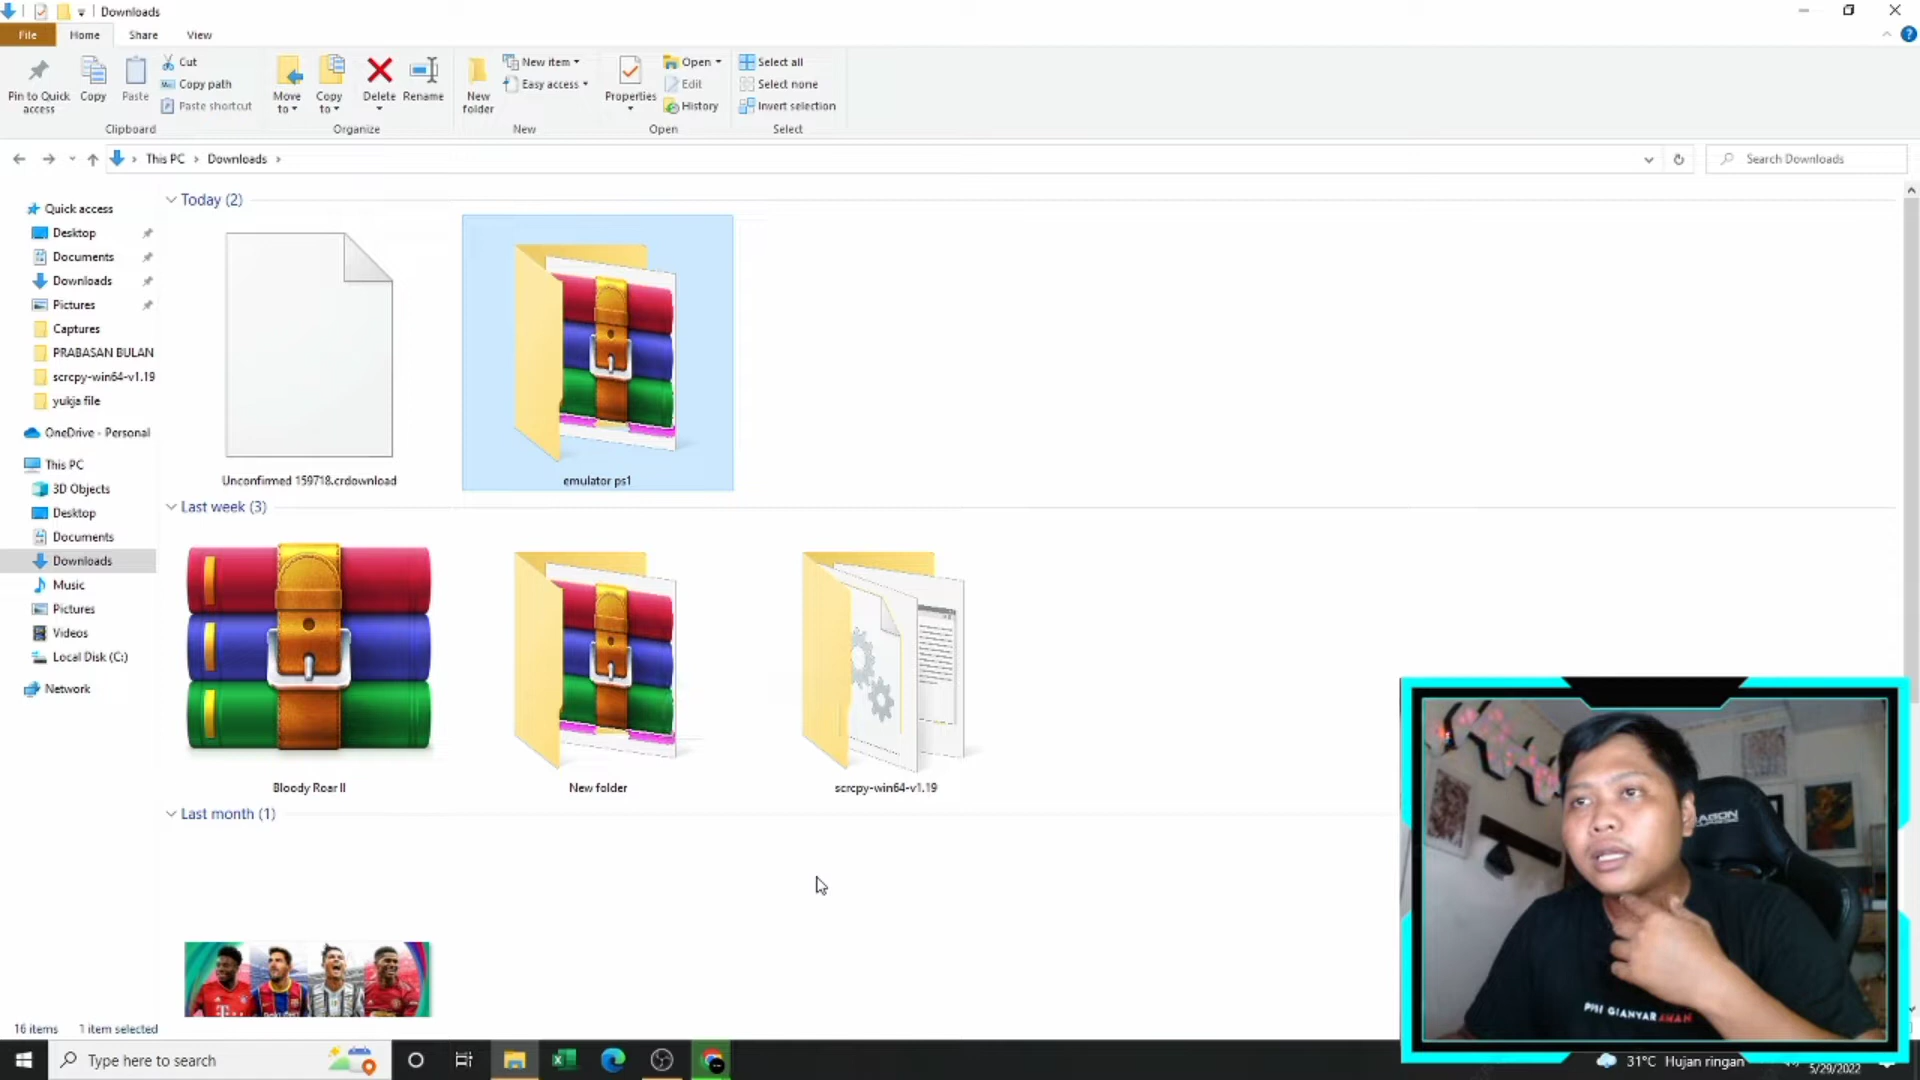 Downloads
File Home Share View
Pin to Quick access
Copy
Paste
Cut
Copy path
Paste shortcut
Clipboard
Move to
Copy to
Delete
Rename
Organize
New folder
New item
Easy access
New
Properties
Open
Edit
History
Open
Select all
Select none
Invert selection
Select
This PC > Downloads >
Search Downloads
Quick access
Desktop
Documents
Downloads
Pictures
Captures
PRABASAN BULAN
scrcpy-win64-v1.19
yukja file
OneDrive - Personal
This PC
3D Objects
Desktop
Documents
Downloads
Music
Pictures
Videos
Local Disk (C:)
Network
Today (2)
Unconfirmed 159718.crdownload
emulator ps1
Last week (3)
Bloody Roar II
New folder
scrcpy-win64-v1.19
Last month (1)
16 items 1 item selected
Type here to search
31°C Hujan ringan
5/29/2022